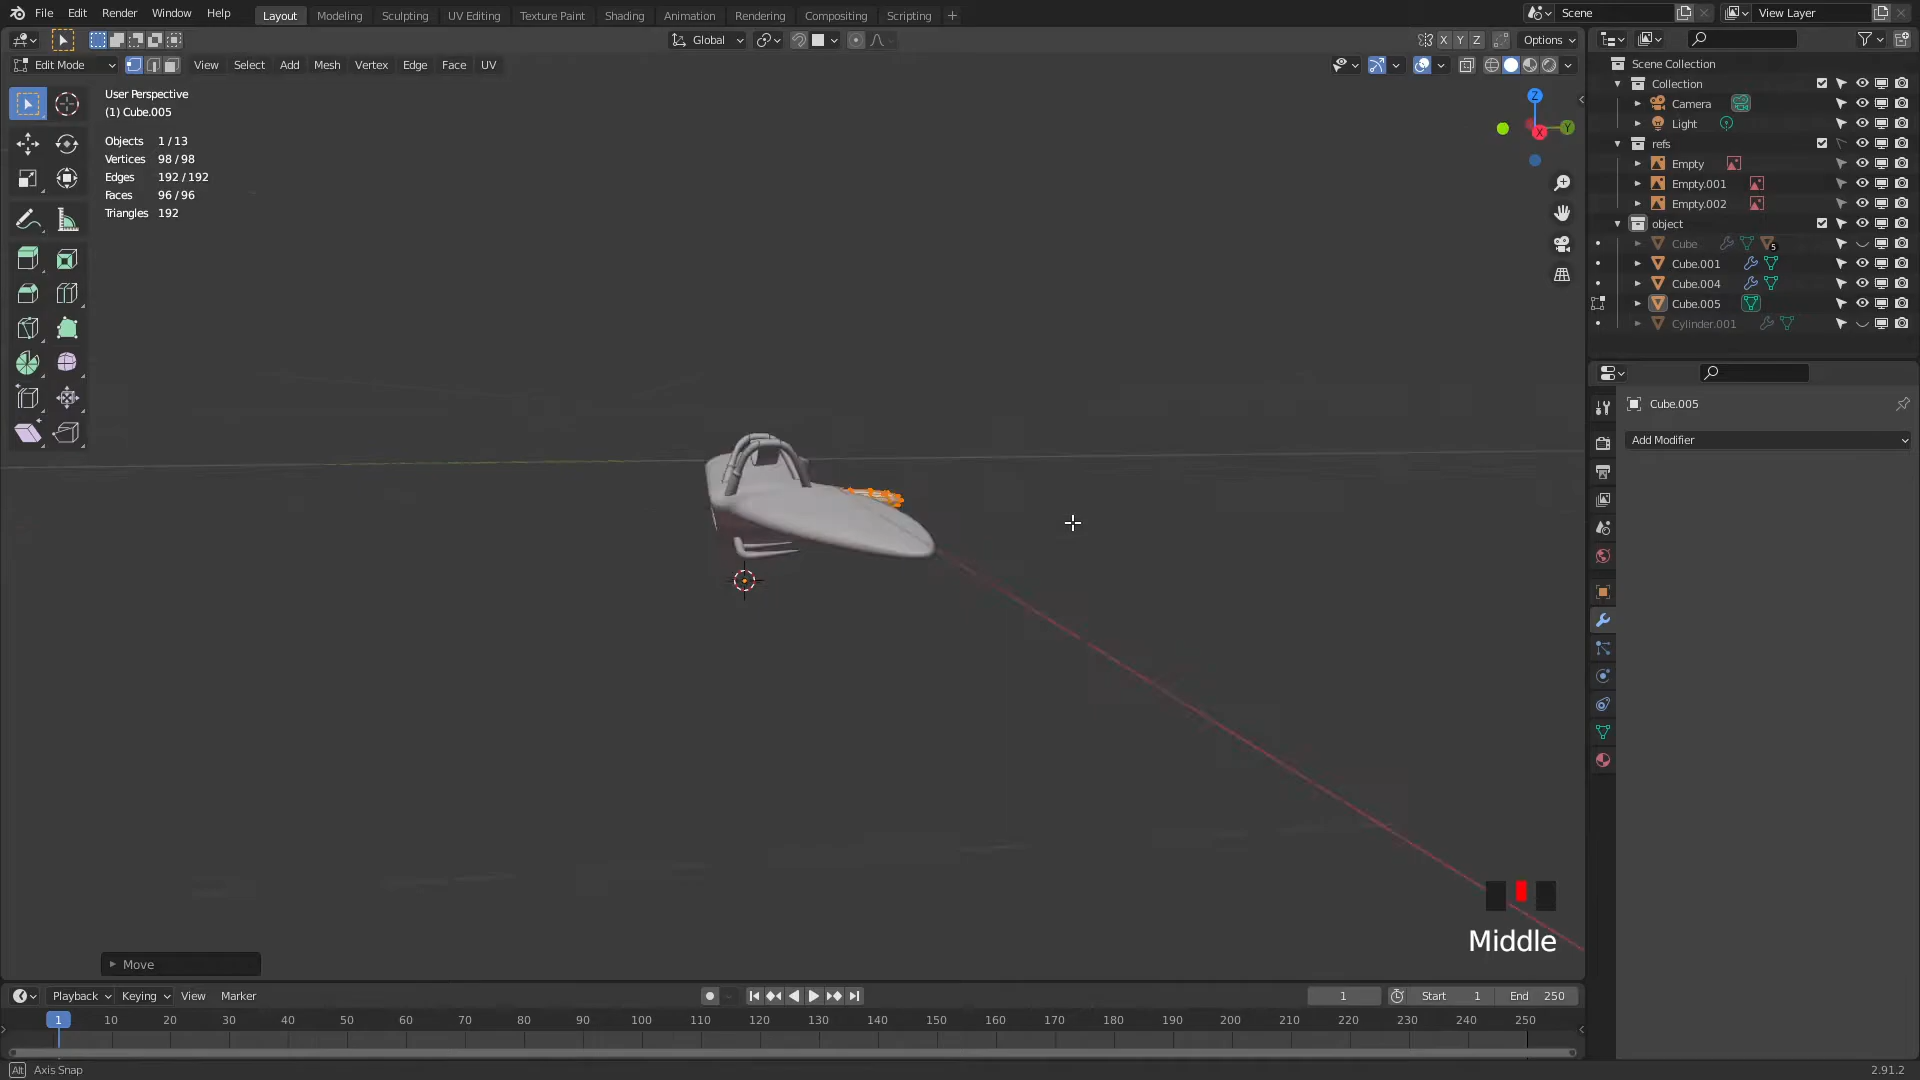 File Edit Render Window Help
Layout Modeling Sculpting UV Editing Texture Paint Shading Animation Rendering Compositing Scripting +
Scene
View Layer
Global
X Y Z
Options
Edit Mode View Select Add Mesh Vertex Edge Face UV
User Perspective
(1) Cube.005
Objects 1 / 13
Vertices 98 / 98
Edges 192 / 192
Faces 96 / 96
Triangles 192
Z
X
Y
Scene Collection
Collection
Camera
Light
refs
Empty
Empty.001
Empty.002
object
Cube 5
Cube.001
Cube.004
Cube.005
Cylinder.001
Cube.005
Add Modifier
Middle
Move
Playback Keying View Marker
1 Start 1 End 250
1 10 20 30 40 50 60 70 80 90 100 110 120 130 140 150 160 170 180 190 200 210 220 230 240 250
Alt Axis Snap
2.91.2